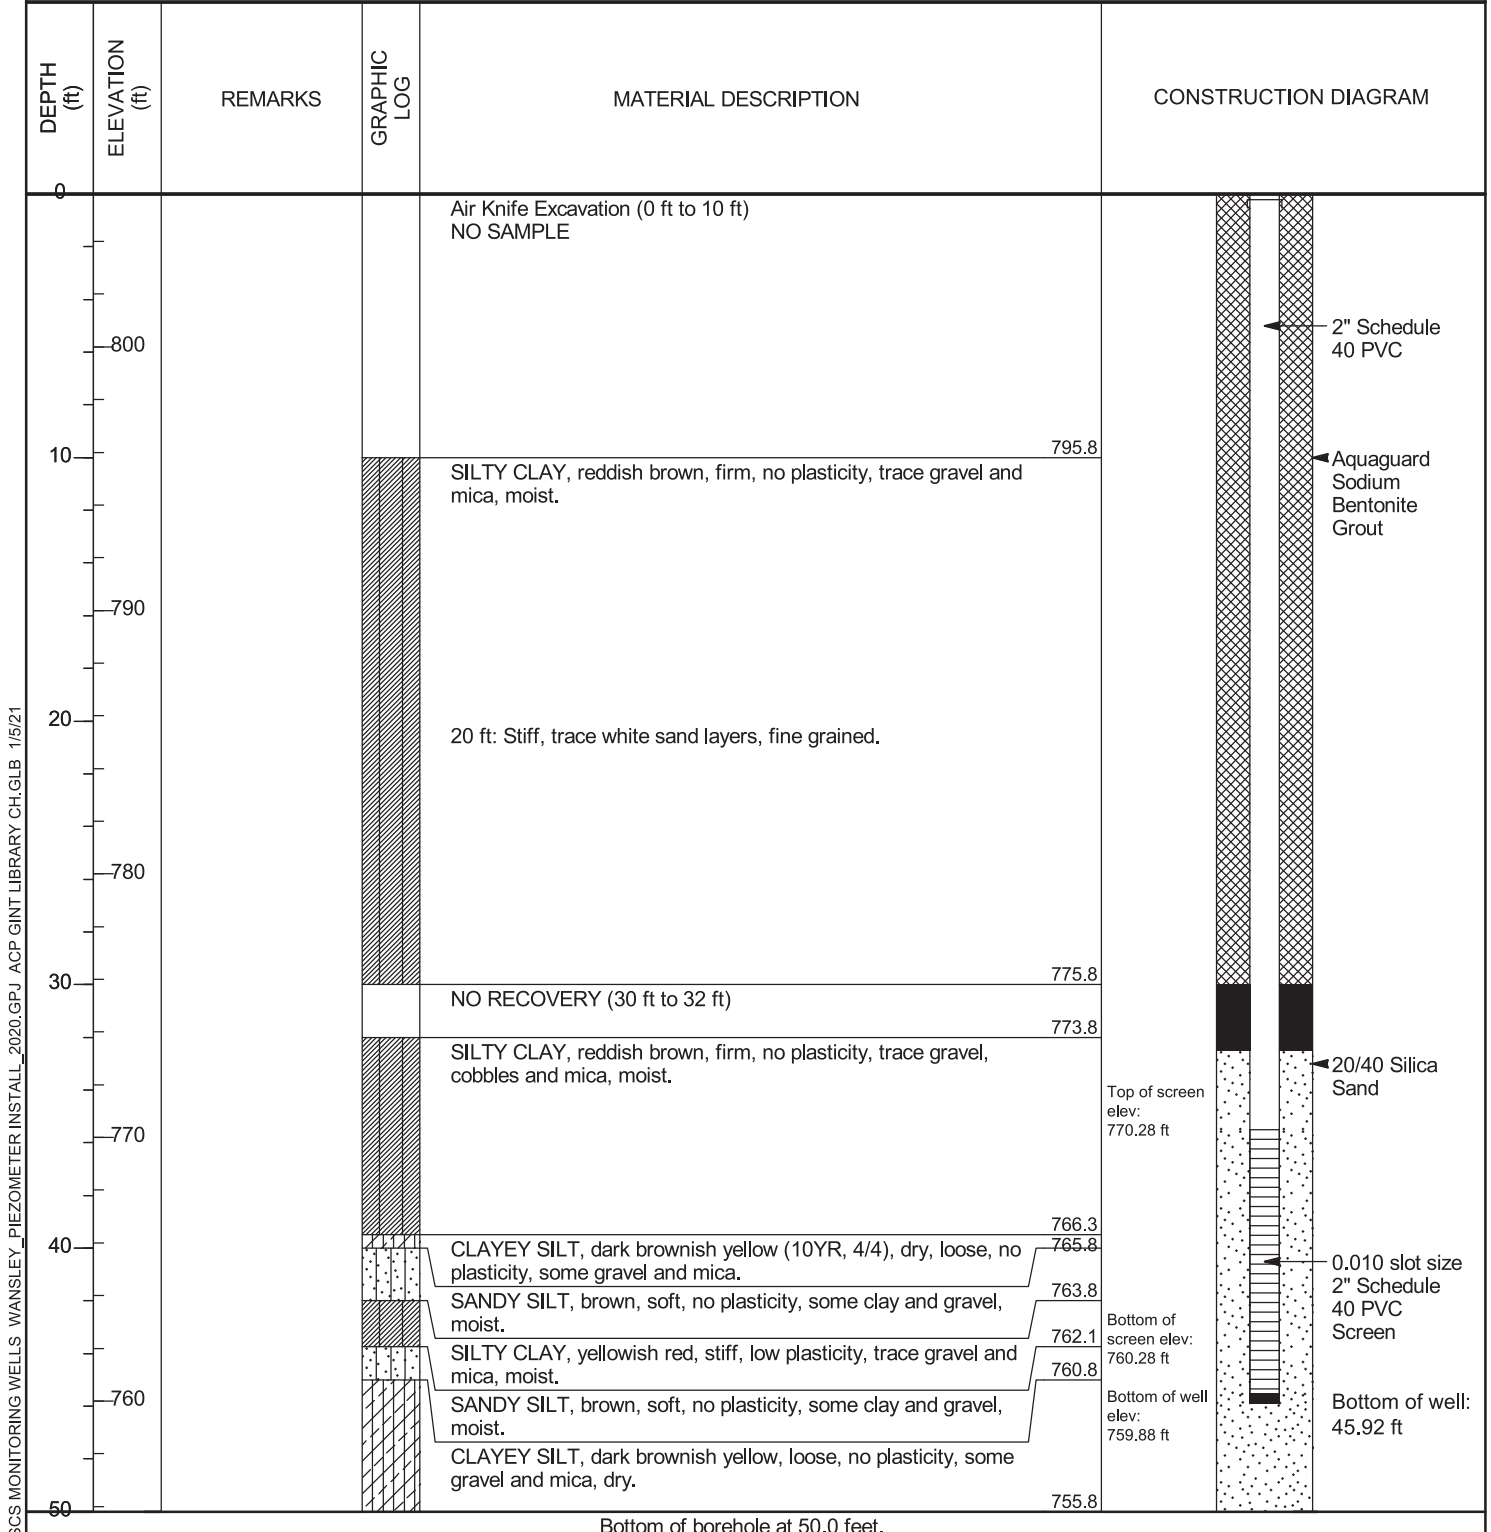 DEPTH
(ft)
ELEVATION
(ft)
REMARKS
GRAPHIC
LOG
MATERIAL DESCRIPTION
CONSTRUCTION DIAGRAM
0
Air Knife Excavation (0 ft to 10 ft)
NO SAMPLE
2" Schedule
40 PVC
800
795.8
10
SILTY CLAY, reddish brown, firm, no plasticity, trace gravel and
mica, moist.
Aquaguard
Sodium
Bentonite
Grout
790
20
20 ft: Stiff, trace white sand layers, fine grained.
780
775.8
30
NO RECOVERY (30 ft to 32 ft)
773.8
SILTY CLAY, reddish brown, firm, no plasticity, trace gravel,
cobbles and mica, moist.
20/40 Silica
Sand
Top of screen
elev:
770.28 ft
770
766.3
40
CLAYEY SILT, dark brownish yellow (10YR, 4/4), dry, loose, no
plasticity, some gravel and mica.
765.8
0.010 slot size
2" Schedule
40 PVC
Screen
SANDY SILT, brown, soft, no plasticity, some clay and gravel,
moist.
763.8
Bottom of
screen elev:
760.28 ft
762.1
SILTY CLAY, yellowish red, stiff, low plasticity, trace gravel and
mica, moist.
760.8
760
SANDY SILT, brown, soft, no plasticity, some clay and gravel,
moist.
Bottom of well
elev:
759.88 ft
Bottom of well:
45.92 ft
CLAYEY SILT, dark brownish yellow, loose, no plasticity, some
gravel and mica, dry.
755.8
50
Bottom of borehole at 50.0 feet.
SCS MONITORING WELLS WANSLEY_PIEZOMETER INSTALL_2020.GPJ ACP GINT LIBRARY CH.GLB 1/5/21